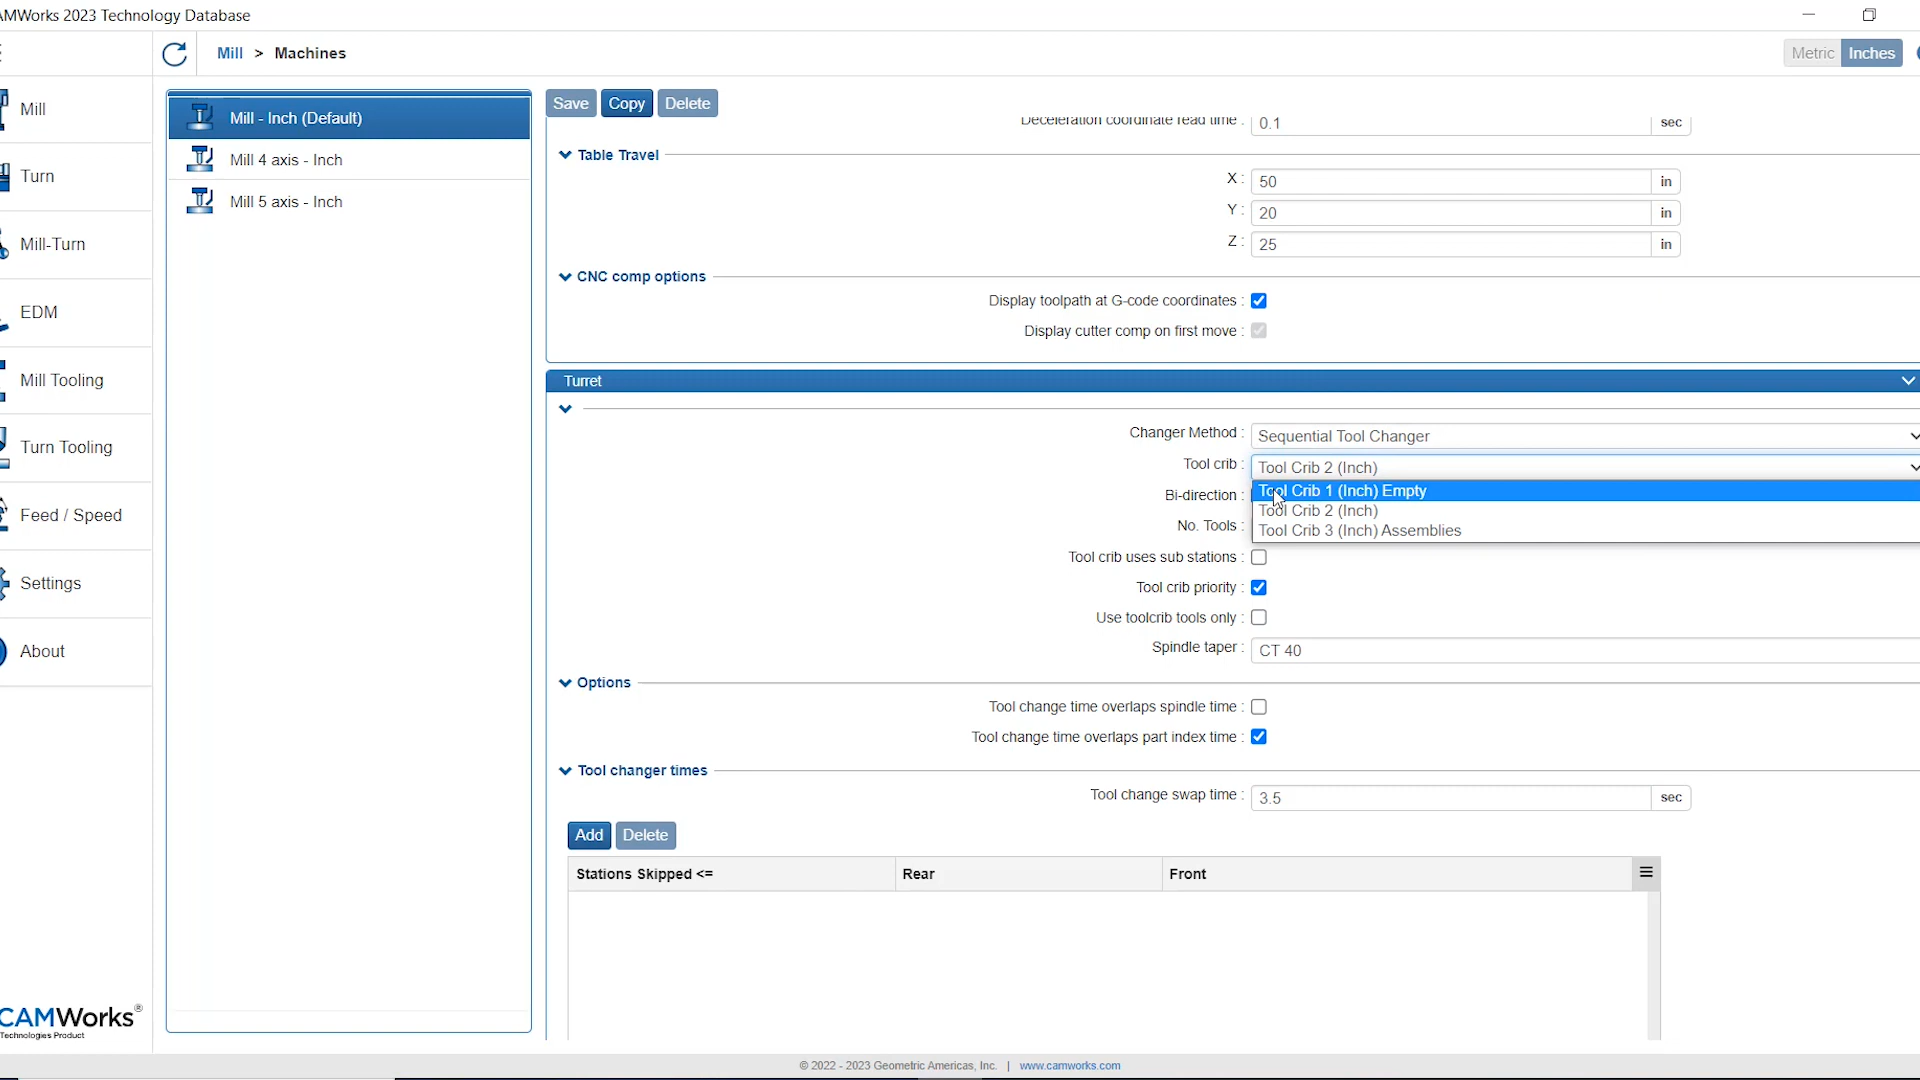 AMWorks 2023 Technology Database
Mill > Machines
Metric Inches
Mill
Turn
Mill-Turn
EDM
Mill Tooling
Turn Tooling
Feed / Speed
Settings
About
CAMWorks®
Technologies Product
Mill - Inch (Default)
Mill 4 axis - Inch
Mill 5 axis - Inch
Save Copy Delete
Deceleration coordinate read time : 0.1 sec
Table Travel
X : 50 in
Y : 20 in
Z : 25 in
CNC comp options
Display toolpath at G-code coordinates :
Display cutter comp on first move :
Turret
Changer Method : Sequential Tool Changer
Tool crib : Tool Crib 2 (Inch)
Tool Crib 1 (Inch) Empty
Bi-direction :
Tool Crib 2 (Inch)
No. Tools :
Tool Crib 3 (Inch) Assemblies
Tool crib uses sub stations :
Tool crib priority :
Use toolcrib tools only :
Spindle taper : CT 40
Options
Tool change time overlaps spindle time :
Tool change time overlaps part index time :
Tool changer times
Tool change swap time : 3.5 sec
Add Delete
Stations Skipped <= Rear Front
© 2022 - 2023 Geometric Americas, Inc. | www.camworks.com